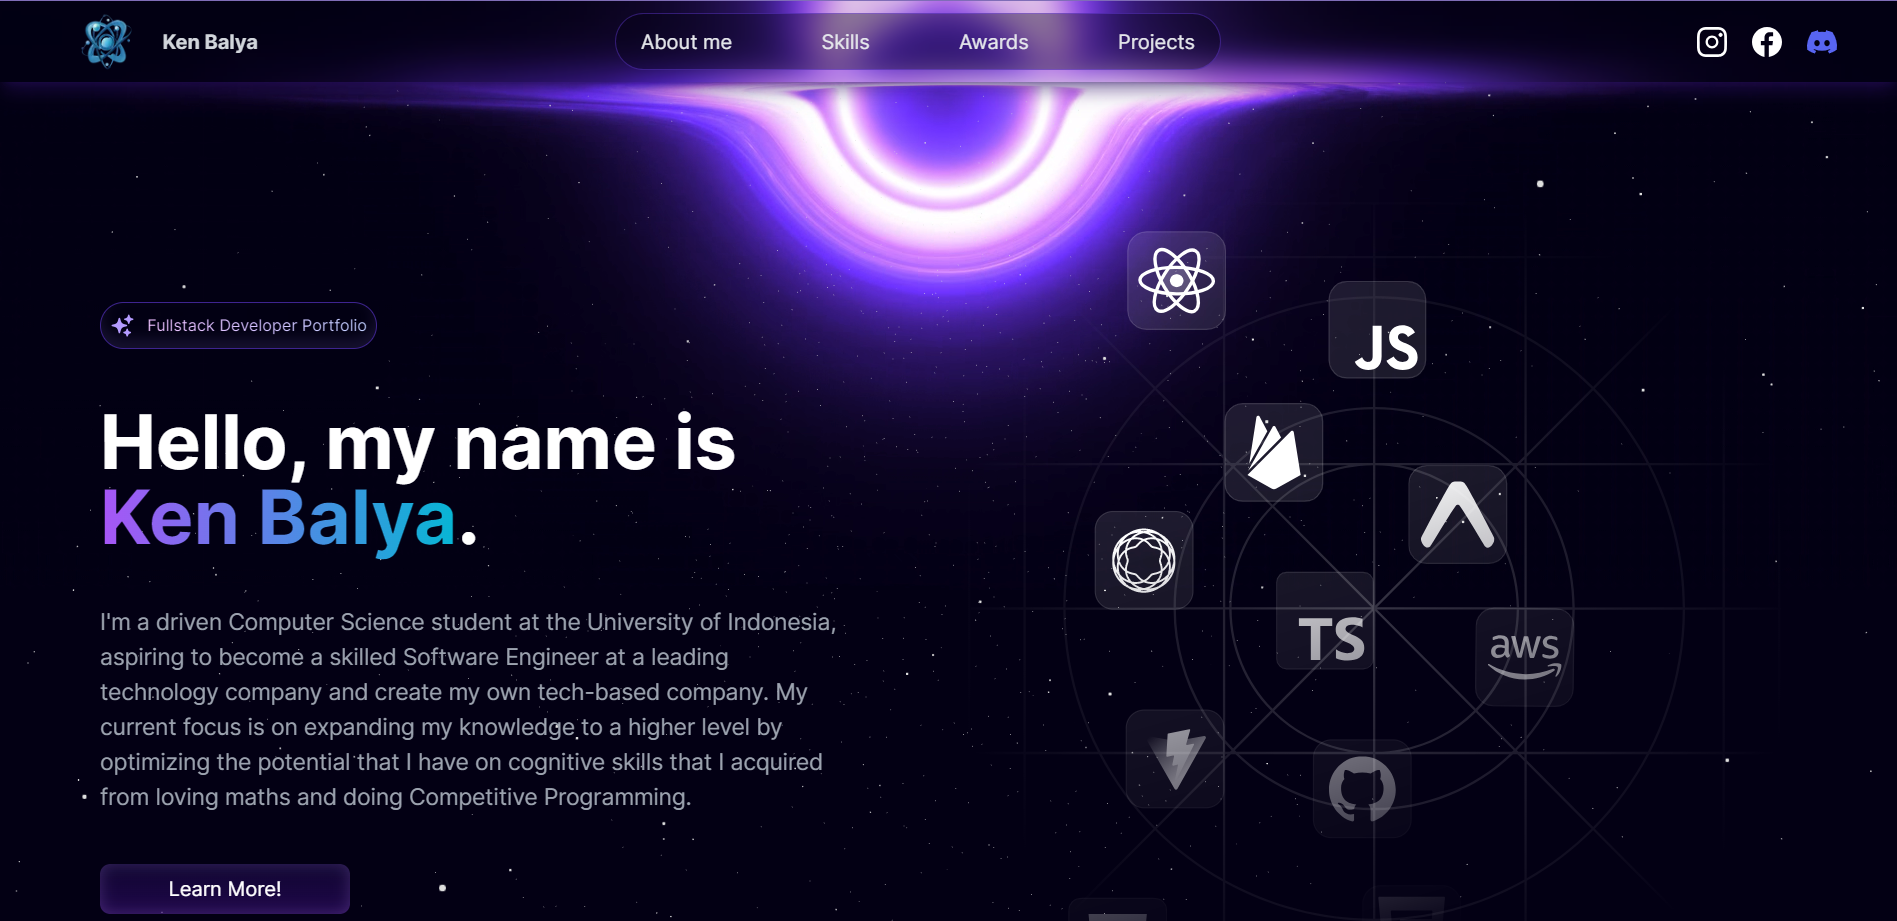 Ken Balya
About me
Skills
Awards
Projects
Fullstack Developer Portfolio
JS
Hello, my name is
Ken Balya.
TS
aws
I'm a driven Computer Science student at the University of Indonesia,
aspiring to become a skilled Software Engineer at a leading
technology company and create my own tech-based company. My
current focus is on expanding my knowledge to a higher level by
optimizing the potential that I have on cognitive skills that I acquired
from loving maths and doing Competitive Programming.
Learn More!